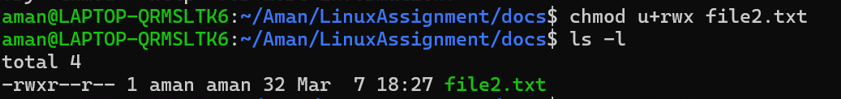 aman@LAPTOP-QRMSLTK6:~/Aman/LinuxAssignment/docs$ chmod u+rwx file2.txt
aman@LAPTOP-QRMSLTK6:~/Aman/LinuxAssignment/docs$ ls -l
total 4
-rwxr--r-- 1 aman aman 32 Mar  7 18:27 file2.txt